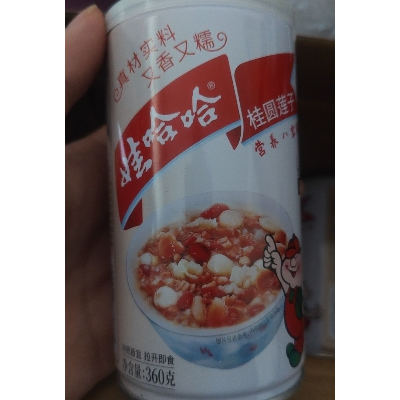 真材实料
又香又糯
娃哈哈®
桂圆莲子
营养八宝
拉开即食
净含量:360克